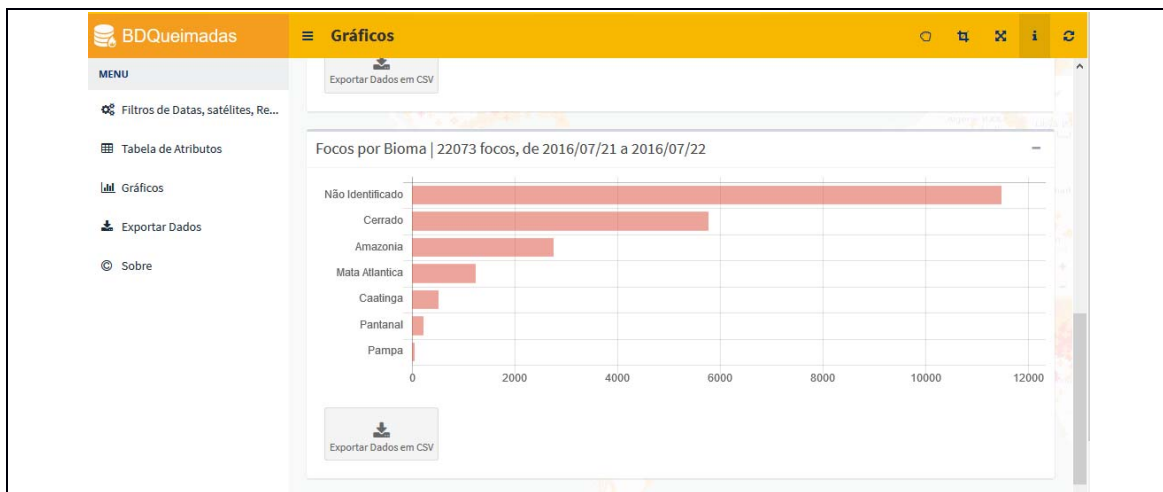 BDQueimadas
Gráficos
MENU
Filtros de Datas, satélites, Re...
Tabela de Atributos
Gráficos
Exportar Dados
© Sobre
Exportar Dados em CSV
Focos por Bioma | 22073 focos, de 2016/07/21 a 2016/07/22
Não Identificado
Cerrado
Amazonia
Mata Atlantica
Caatinga
Pantanal
Pampa
0 2000 4000 6000 8000 10000 12000
Exportar Dados em CSV